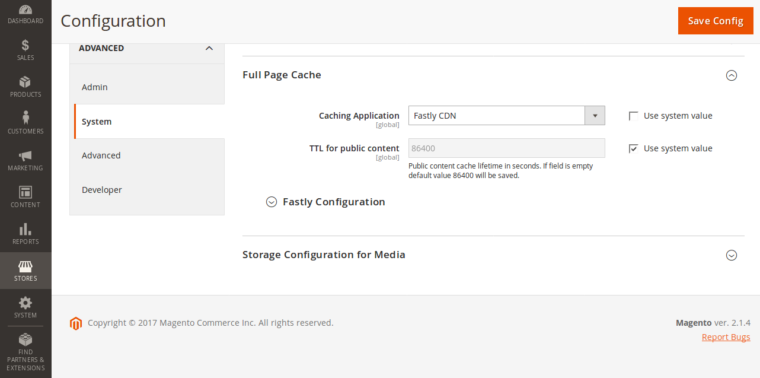 DASHBOARD
SALES
PRODUCTS
CUSTOMERS
MARKETING
CONTENT
REPORTS
STORES
SYSTEM
FIND
PARTNERS &
EXTENSIONS
Configuration
Save Config
ADVANCED
Admin
System
Advanced
Developer
Full Page Cache
Caching Application
[global]
Fastly CDN
Use system value
TTL for public content
[global]
86400
Use system value
Public content cache lifetime in seconds. If field is empty
default value 86400 will be saved.
Fastly Configuration
Storage Configuration for Media
Copyright © 2017 Magento Commerce Inc. All rights reserved.
Magento ver. 2.1.4
Report Bugs